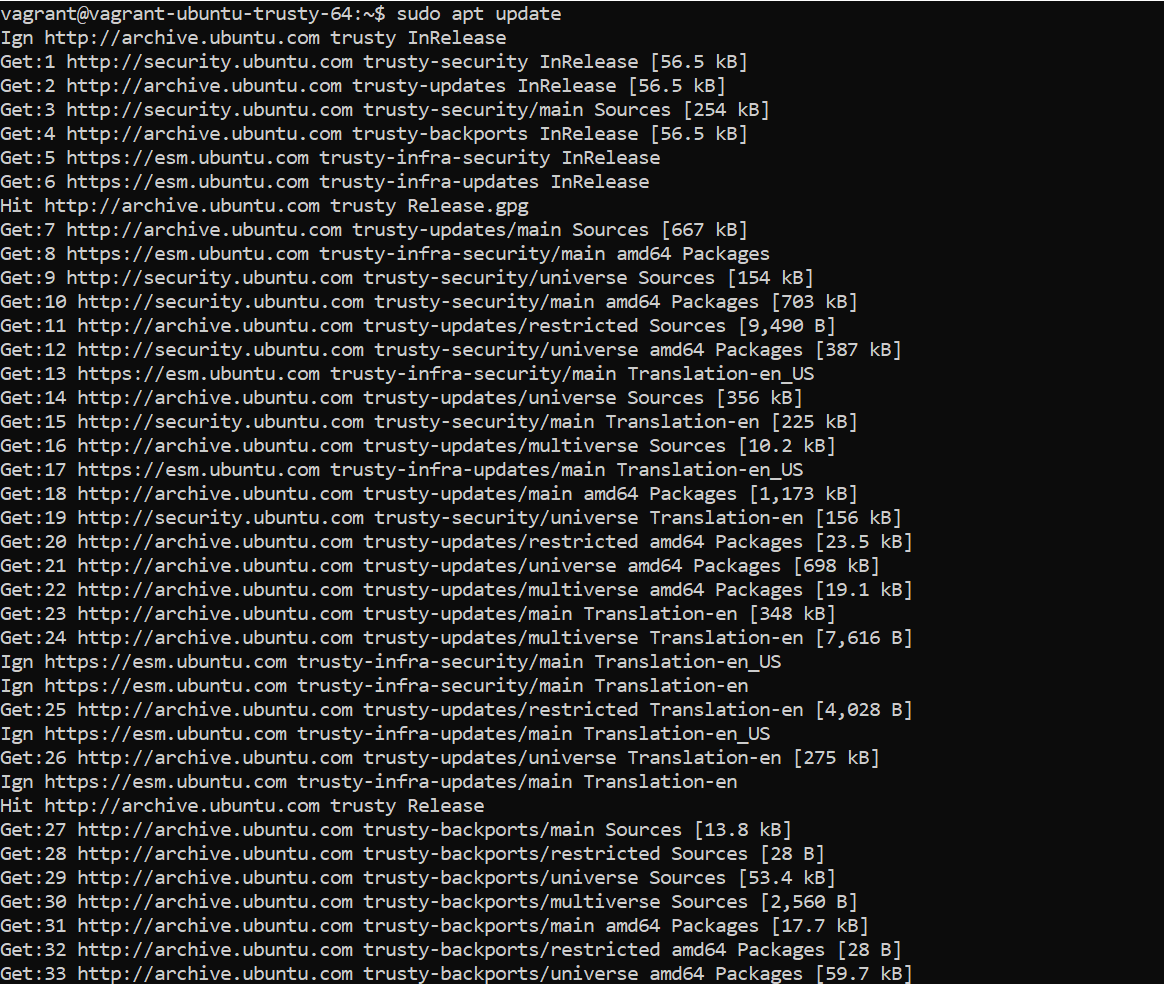 vagrant@vagrant-ubuntu-trusty-64:~$ sudo apt update
Ign http://archive.ubuntu.com trusty InRelease
Get:1 http://security.ubuntu.com trusty-security InRelease [56.5 kB]
Get:2 http://archive.ubuntu.com trusty-updates InRelease [56.5 kB]
Get:3 http://security.ubuntu.com trusty-security/main Sources [254 kB]
Get:4 http://archive.ubuntu.com trusty-backports InRelease [56.5 kB]
Get:5 https://esm.ubuntu.com trusty-infra-security InRelease
Get:6 https://esm.ubuntu.com trusty-infra-updates InRelease
Hit http://archive.ubuntu.com trusty Release.gpg
Get:7 http://archive.ubuntu.com trusty-updates/main Sources [667 kB]
Get:8 https://esm.ubuntu.com trusty-infra-security/main amd64 Packages
Get:9 http://security.ubuntu.com trusty-security/universe Sources [154 kB]
Get:10 http://security.ubuntu.com trusty-security/main amd64 Packages [703 kB]
Get:11 http://archive.ubuntu.com trusty-updates/restricted Sources [9,490 B]
Get:12 http://security.ubuntu.com trusty-security/universe amd64 Packages [387 kB]
Get:13 https://esm.ubuntu.com trusty-infra-security/main Translation-en_US
Get:14 http://archive.ubuntu.com trusty-updates/universe Sources [356 kB]
Get:15 http://security.ubuntu.com trusty-security/main Translation-en [225 kB]
Get:16 http://archive.ubuntu.com trusty-updates/multiverse Sources [10.2 kB]
Get:17 https://esm.ubuntu.com trusty-infra-updates/main Translation-en_US
Get:18 http://archive.ubuntu.com trusty-updates/main amd64 Packages [1,173 kB]
Get:19 http://security.ubuntu.com trusty-security/universe Translation-en [156 kB]
Get:20 http://archive.ubuntu.com trusty-updates/restricted amd64 Packages [23.5 kB]
Get:21 http://archive.ubuntu.com trusty-updates/universe amd64 Packages [698 kB]
Get:22 http://archive.ubuntu.com trusty-updates/multiverse amd64 Packages [19.1 kB]
Get:23 http://archive.ubuntu.com trusty-updates/main Translation-en [348 kB]
Get:24 http://archive.ubuntu.com trusty-updates/multiverse Translation-en [7,616 B]
Ign https://esm.ubuntu.com trusty-infra-security/main Translation-en_US
Ign https://esm.ubuntu.com trusty-infra-security/main Translation-en
Get:25 http://archive.ubuntu.com trusty-updates/restricted Translation-en [4,028 B]
Ign https://esm.ubuntu.com trusty-infra-updates/main Translation-en_US
Get:26 http://archive.ubuntu.com trusty-updates/universe Translation-en [275 kB]
Ign https://esm.ubuntu.com trusty-infra-updates/main Translation-en
Hit http://archive.ubuntu.com trusty Release
Get:27 http://archive.ubuntu.com trusty-backports/main Sources [13.8 kB]
Get:28 http://archive.ubuntu.com trusty-backports/restricted Sources [28 B]
Get:29 http://archive.ubuntu.com trusty-backports/universe Sources [53.4 kB]
Get:30 http://archive.ubuntu.com trusty-backports/multiverse Sources [2,560 B]
Get:31 http://archive.ubuntu.com trusty-backports/main amd64 Packages [17.7 kB]
Get:32 http://archive.ubuntu.com trusty-backports/restricted amd64 Packages [28 B]
Get:33 http://archive.ubuntu.com trusty-backports/universe amd64 Packages [59.7 kB]